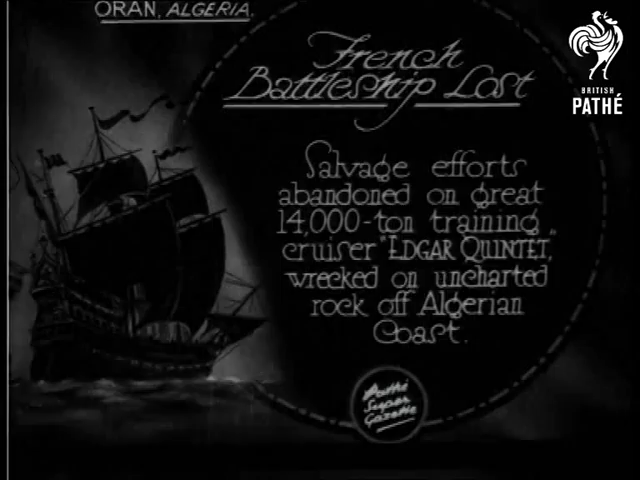 ORAN, ALGERIA.
French
Battleship Lost
Salvage efforts
abandoned on great
14,000-ton training
cruiser "EDGAR QUINTET,"
wrecked on uncharted
rock off Algerian
Coast.
Pathé
Super
Gazette
BRITISH
PATHÉ